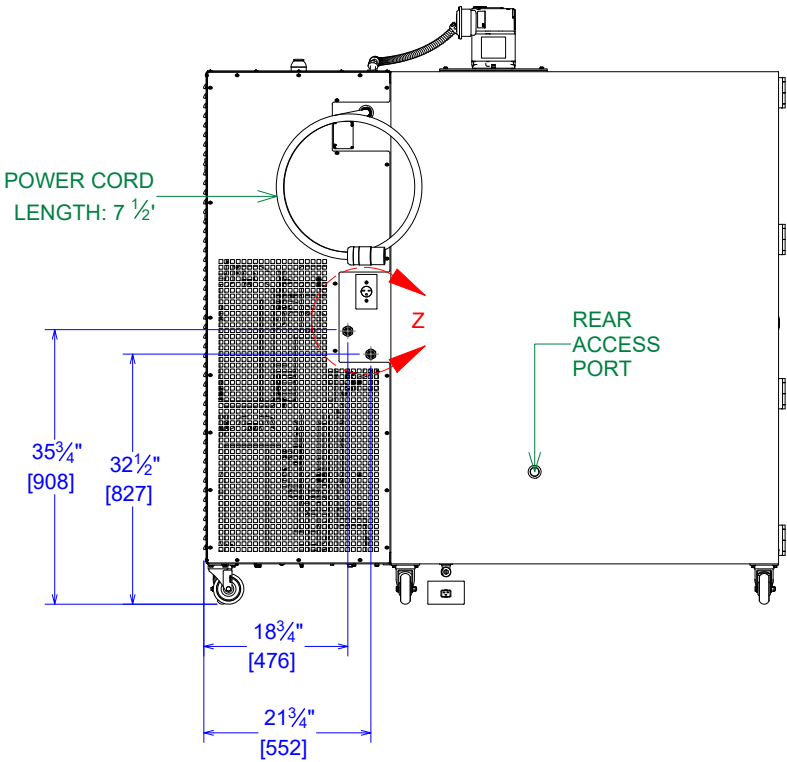 POWER CORD
LENGTH: 7 ½'
Z
REAR
ACCESS
PORT
35¾"
[908]
32½"
[827]
18¾"
[476]
21¾"
[552]